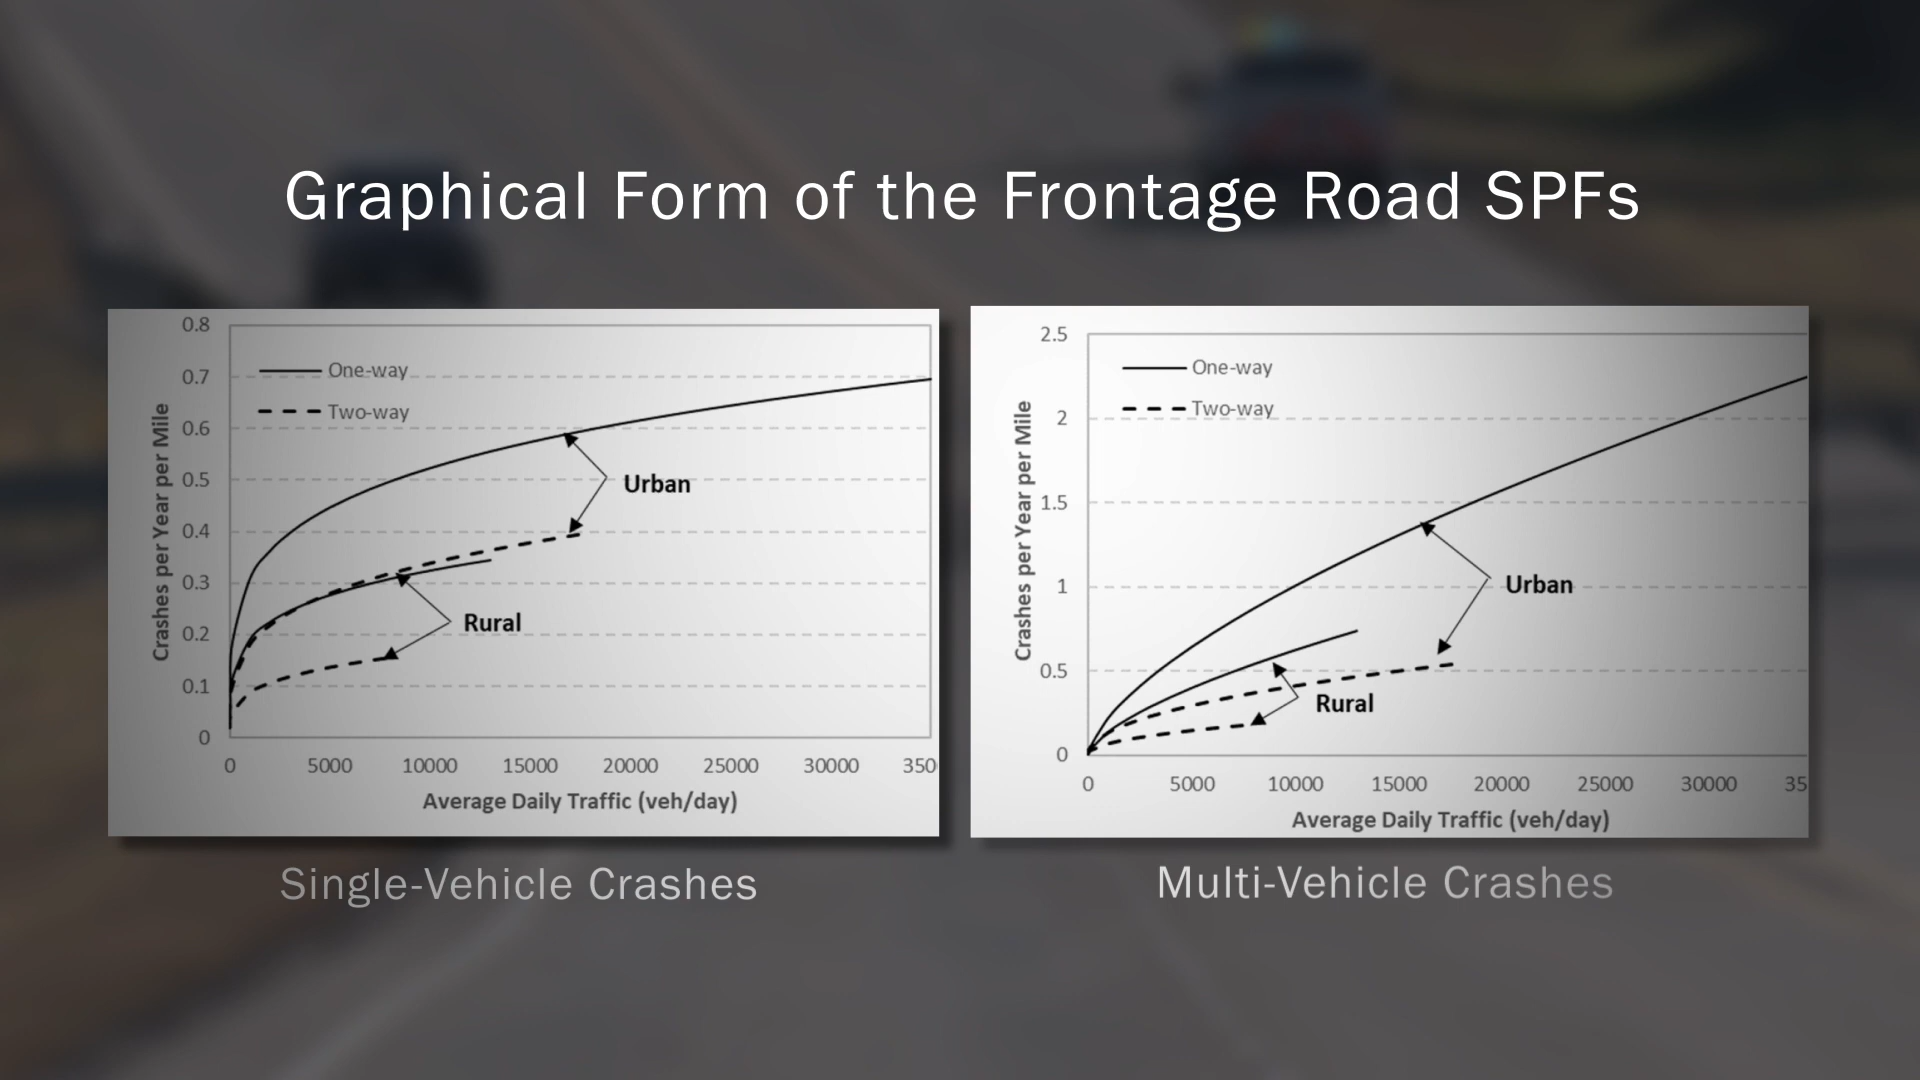 Graphical Form of the Frontage Road SPFs
0.8
0.7
0.6
0.5
0.4
0.3
0.2
0.1
0
Crashes per Year per Mile
One-way
Two-way
Urban
Rural
0 5000 10000 15000 20000 25000 30000 350
Average Daily Traffic (veh/day)
Single-Vehicle Crashes
2.5
2
1.5
1
0.5
0
Crashes per Year per Mile
One-way
Two-way
Urban
Rural
0 5000 10000 15000 20000 25000 30000 35
Average Daily Traffic (veh/day)
Multi-Vehicle Crashes